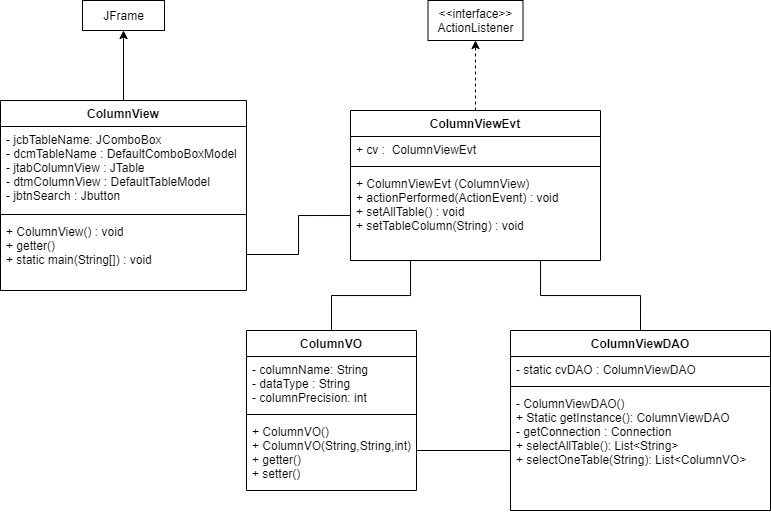 JFrame
<<interface>>
ActionListener
ColumnView
- jcbTableName: JComboBox
- dcmTableName : DefaultComboBoxModel
- jtabColumnView : JTable
- dtmColumnView : DefaultTableModel
- jbtnSearch : Jbutton
+ ColumnView() : void
+ getter()
+ static main(String[]) : void
ColumnViewEvt
+ cv :  ColumnViewEvt
+ ColumnViewEvt (ColumnView)
+ actionPerformed(ActionEvent) : void
+ setAllTable() : void
+ setTableColumn(String) : void
ColumnVO
- columnName: String
- dataType : String
- columnPrecision: int
+ ColumnVO()
+ ColumnVO(String,String,int)
+ getter()
+ setter()
ColumnViewDAO
- static cvDAO : ColumnViewDAO
- ColumnViewDAO()
+ Static getInstance(): ColumnViewDAO
- getConnection : Connection
+ selectAllTable(): List<String>
+ selectOneTable(String): List<ColumnVO>